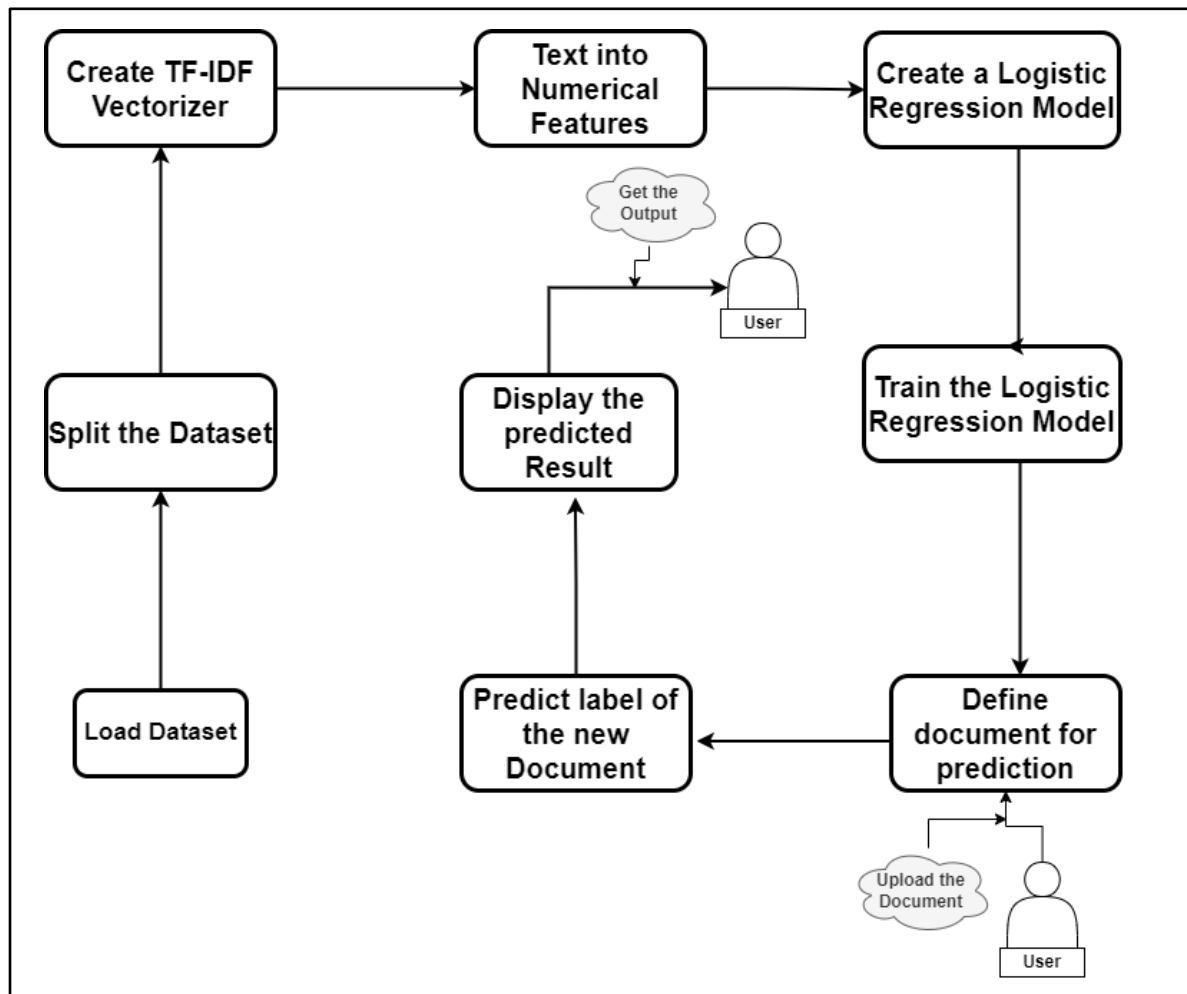 Create TF-IDF
Vectorizer
Text into
Numerical
Features
Create a Logistic
Regression Model
Get the
Output
User
Split the Dataset
Display the
predicted
Result
Train the Logistic
Regression Model
Load Dataset
Predict label of
the new
Document
Define
document for
prediction
Upload the
Document
User